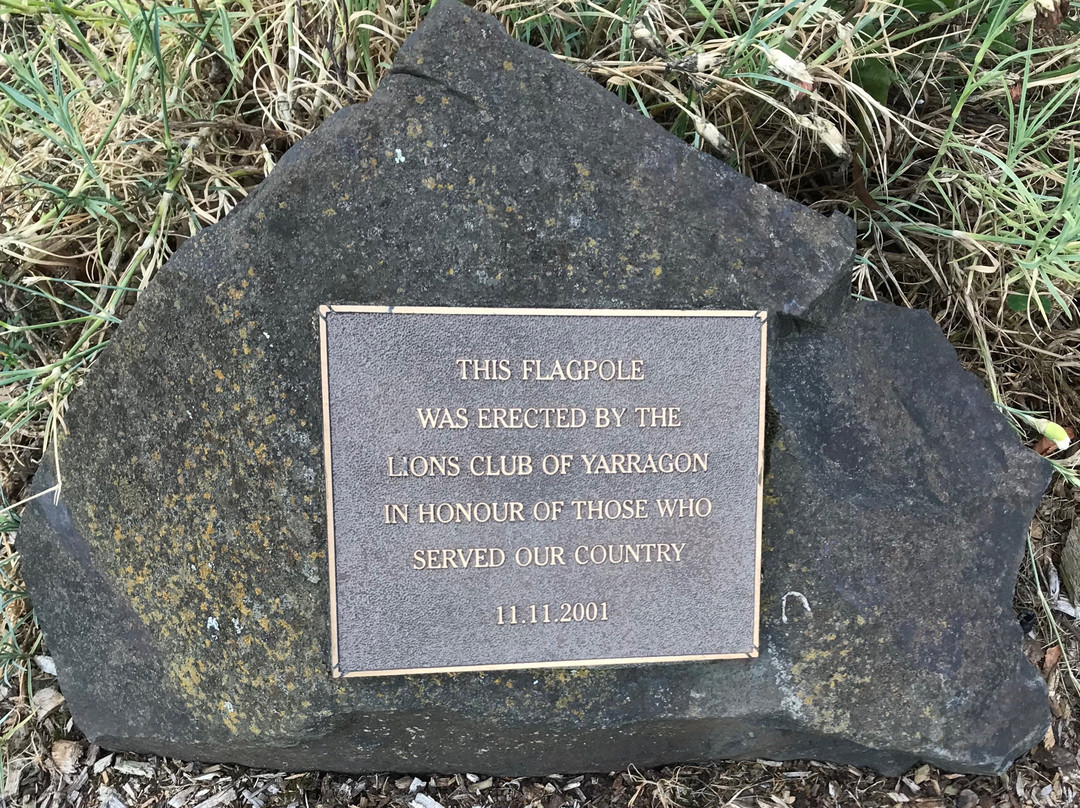 THIS FLAGPOLE
WAS ERECTED BY THE
LIONS CLUB OF YARRAGON
IN HONOUR OF THOSE WHO
SERVED OUR COUNTRY
11.11.2001